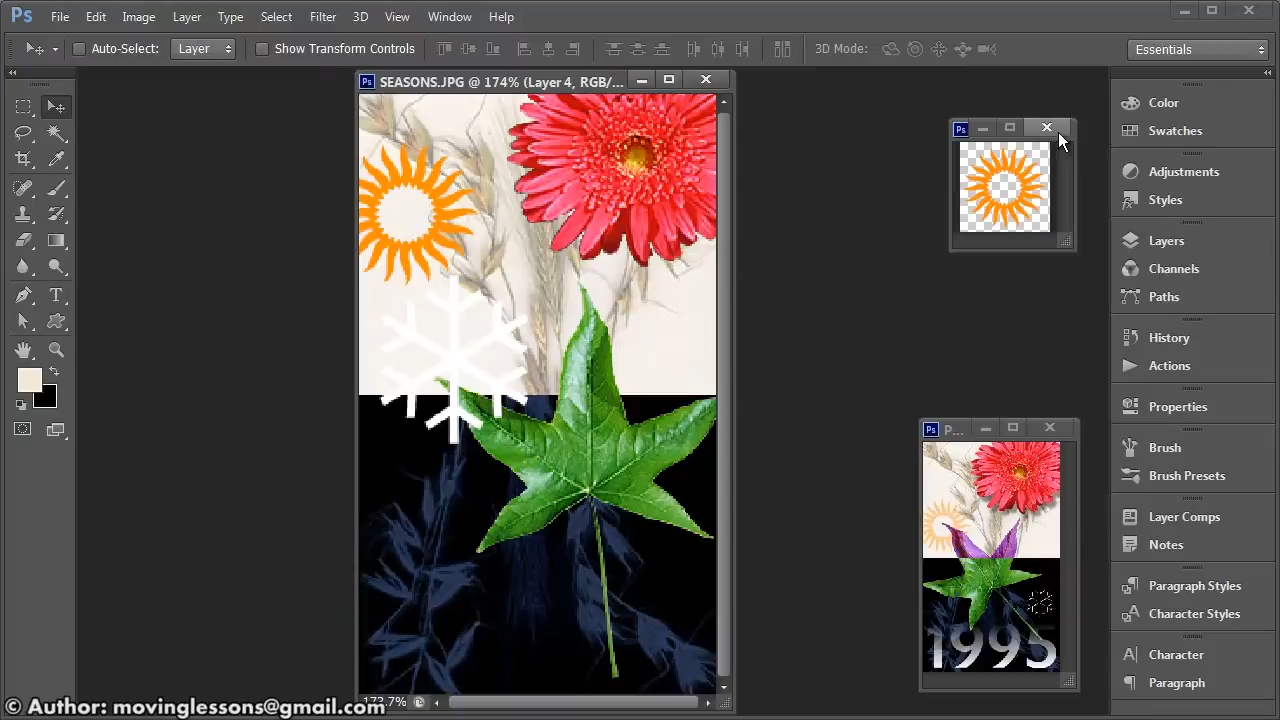 Ps File Edit Image Layer Type Select Filter 3D View Window Help
Auto-Select: Layer Show Transform Controls 3D Mode: Essentials
Ps SEASONS.JPG @ 174% (Layer 4, RGB/...
Color
Ps
Swatches
Adjustments
Styles
Layers
Channels
Paths
History
Actions
Properties
Ps P...
Brush
Brush Presets
Layer Comps
Notes
Paragraph Styles
Character Styles
1995
Character
Paragraph
© Author: movinglessons@gmail.com